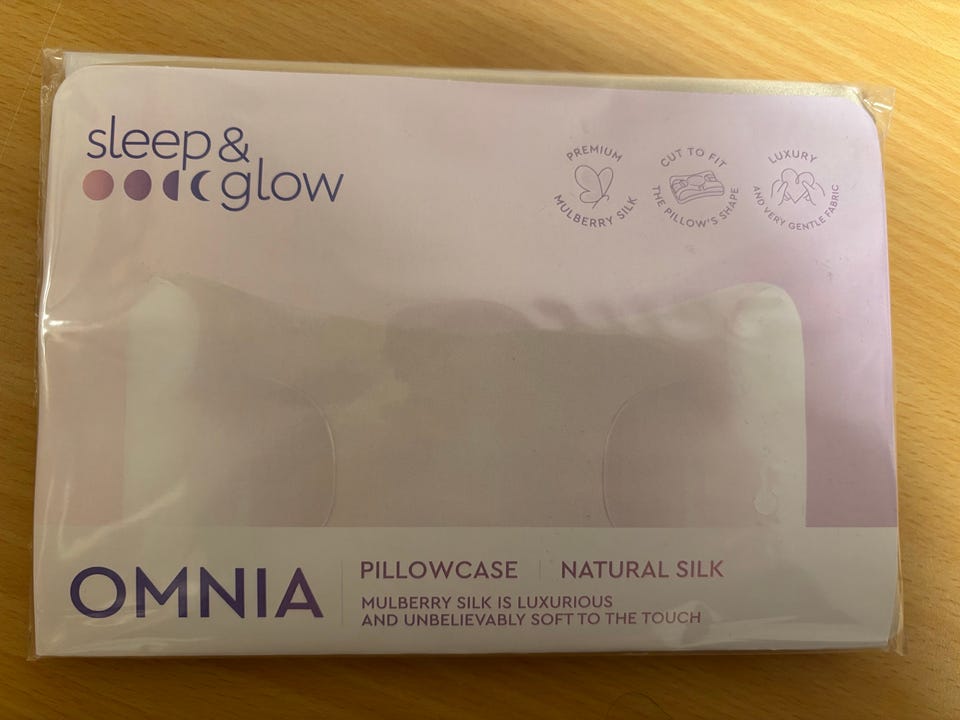 sleep &
glow
PREMIUM
MULBERRY SILK
CUT TO FIT
THE PILLOW'S SHAPE
LUXURY
AND VERY GENTLE FABRIC
OMNIA
PILLOWCASE | NATURAL SILK
MULBERRY SILK IS LUXURIOUS
AND UNBELIEVABLY SOFT TO THE TOUCH